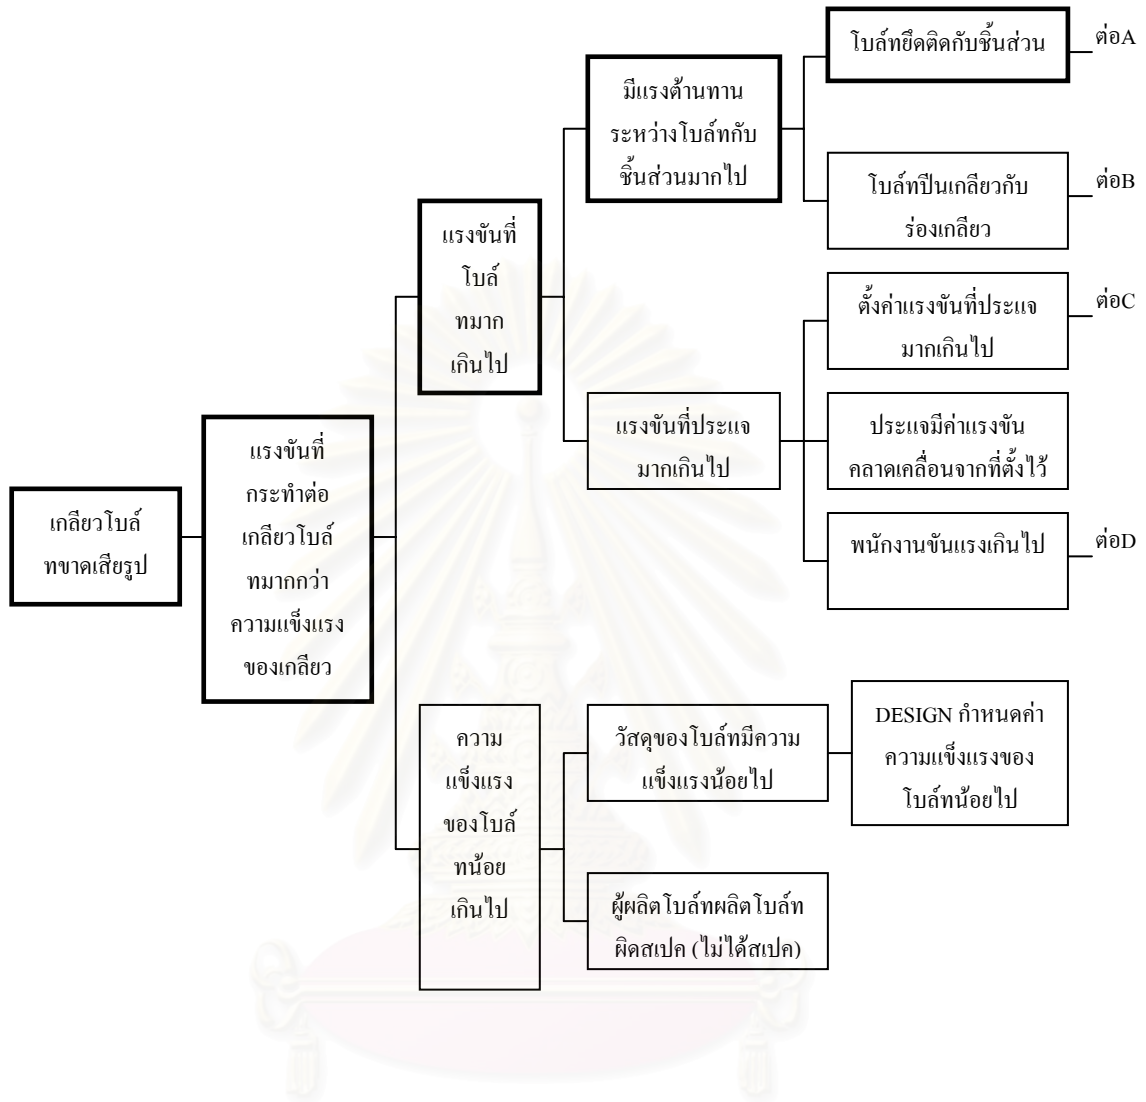 เกลียวโบล์
ทขาดเสียรูป
แรงขันที่
กระทำต่อ
เกลียวโบล์
ทมากกว่า
ความแข็งแรง
ของเกลียว
แรงขันที่
โบล์
ทมาก
เกินไป
มีแรงต้านทาน
ระหว่างโบล์ทกับ
ชิ้นส่วนมากไป
โบล์ทยึดติดกับชิ้นส่วน
ต่อA
โบล์ทปีนเกลียวกับ
ร่องเกลียว
ต่อB
แรงขันที่ประแจ
มากเกินไป
ตั้งค่าแรงขันที่ประแจ
มากเกินไป
ต่อC
ประแจมีค่าแรงขัน
คลาดเคลื่อนจากที่ตั้งไว้
พนักงานขันแรงเกินไป
ต่อD
ความ
แข็งแรง
ของโบล์
ทน้อย
เกินไป
วัสดุของโบล์ทมีความ
แข็งแรงน้อยไป
DESIGN กำหนดค่า
ความแข็งแรงของ
โบล์ทน้อยไป
ผู้ผลิตโบล์ทผลิตโบล์ท
ผิดสเปค (ไม่ได้สเปค)